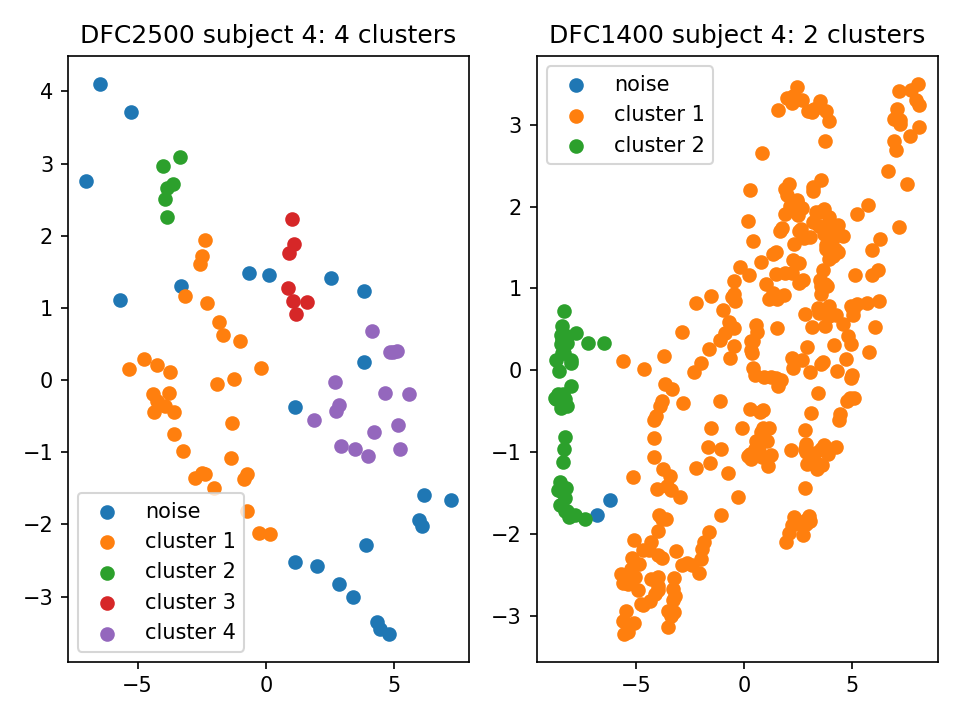 DFC2500 subject 4: 4 clusters
4
3
2
1
0
−1
−2
−3
−5
0
5
noise
cluster 1
cluster 2
cluster 3
cluster 4
DFC1400 subject 4: 2 clusters
3
2
1
0
−1
−2
−3
−5
0
5
noise
cluster 1
cluster 2